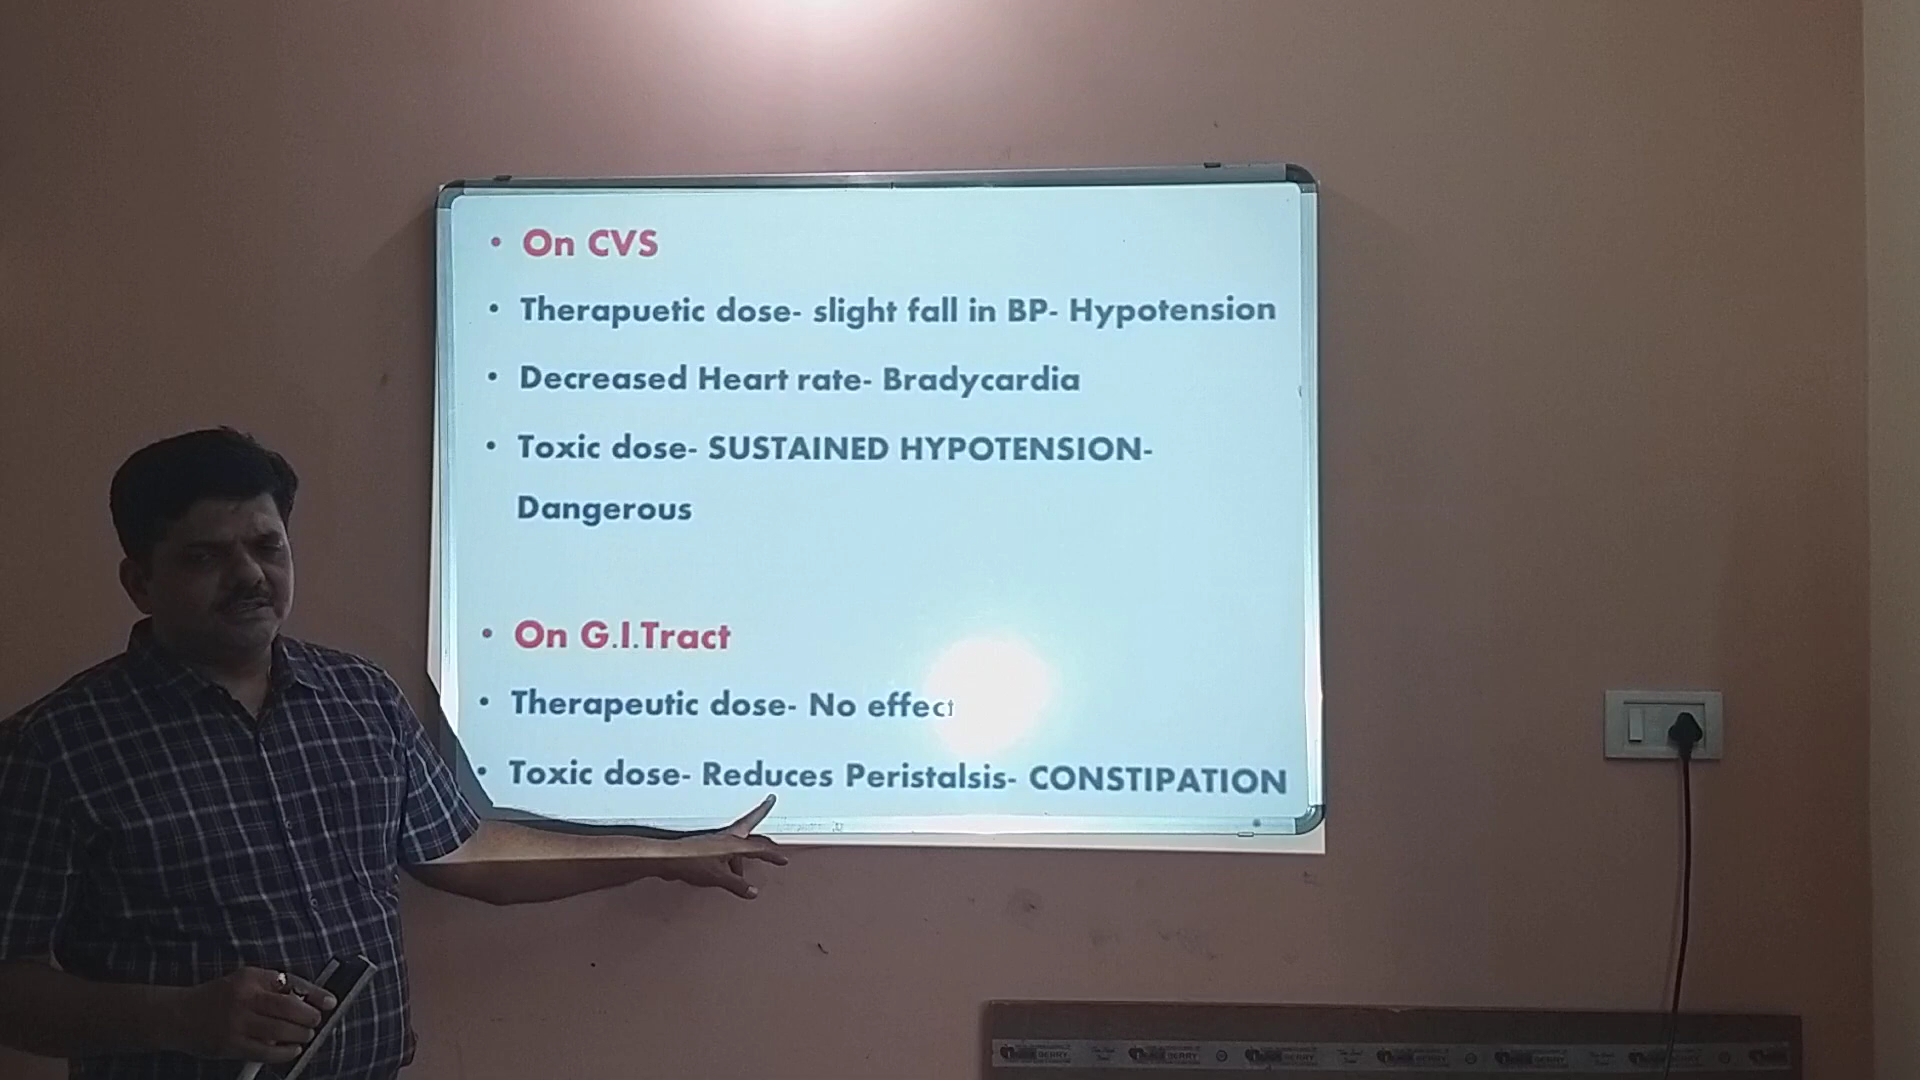 • On CVS
• Therapuetic dose- slight fall in BP- Hypotension
• Decreased Heart rate- Bradycardia
• Toxic dose- SUSTAINED HYPOTENSION-
Dangerous
• On G.I.Tract
• Therapeutic dose- No effect
• Toxic dose- Reduces Peristalsis- CONSTIPATION